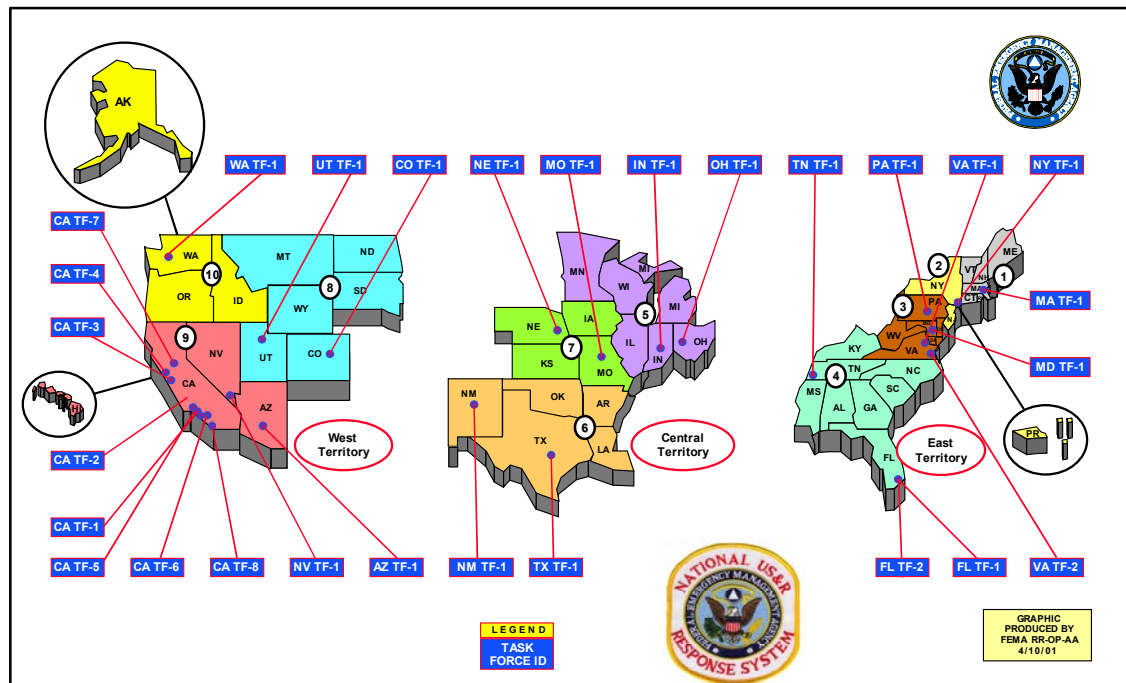 AK
WA TF-1
UT TF-1
CO TF-1
NE TF-1
MO TF-1
IN TF-1
OH TF-1
TN TF-1
PA TF-1
VA TF-1
NY TF-1
CA TF-7
CA TF-4
CA TF-3
CA TF-2
CA TF-1
CA TF-5
CA TF-6
CA TF-8
NV TF-1
AZ TF-1
NM TF-1
TX TF-1
FL TF-2
FL TF-1
VA TF-2
MA TF-1
MD TF-1
WA
OR
ID
10
MT
ND
SD
8
WY
UT
CO
9
NV
CA
AZ
West
Territory
MN
WI
MI
MI
5
IL
IN
OH
IA
NE
7
KS
MO
NM
OK
AR
6
TX
LA
Central
Territory
ME
1
VT
NH
MA
CT
2
NY
3
PA
WV
VA
KY
4
TN
NC
MS
AL
GA
SC
FL
East
Territory
PR
NATIONAL US&R
FEDERAL EMERGENCY MANAGEMENT AGENCY
RESPONSE SYSTEM
LEGEND
TASK
FORCE ID
GRAPHIC
PRODUCED BY
FEMA RR-OP-AA
4/10/01